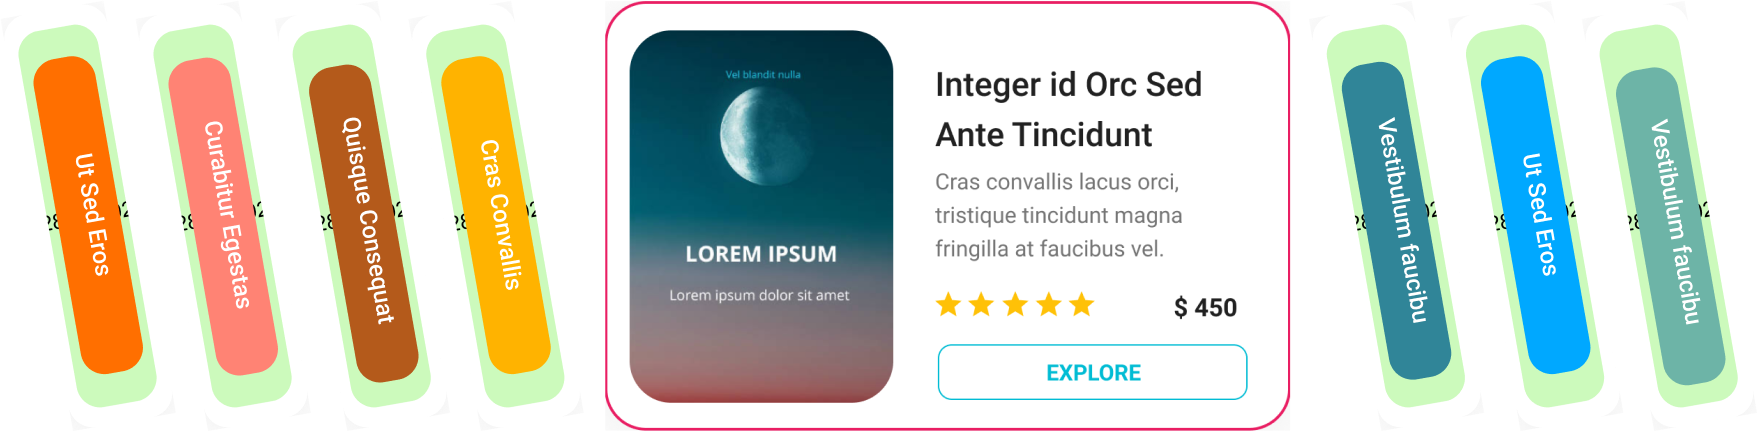 Ut Sed Eros
Curabitur Egestas
Quisque Consequat
Cras Convallis
Vel blandit nulla
LOREM IPSUM
Lorem ipsum dolor sit amet
Integer id Orc Sed
Ante Tincidunt
Cras convallis lacus orci,
tristique tincidunt magna
fringilla at faucibus vel.
$ 450
EXPLORE
Vestibulum faucibu
Ut Sed Eros
Vestibulum faucibu